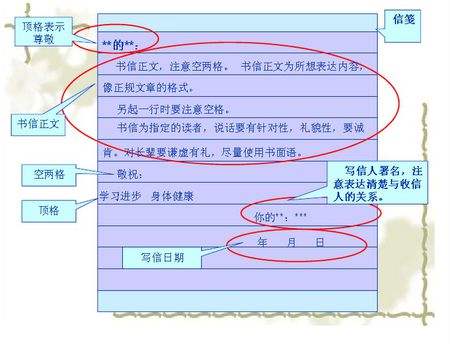 顶格表示
尊敬
信笺
**的**：
书信正文，注意空两格。 书信正文为所想表达内容，
像正规文章的格式。
另起一行时要注意空格。
书信为指定的读者，说话要有针对性，礼貌性，要诚
肯。对长辈要谦虚有礼，尽量使用书面语。
书信正文
空两格
敬祝：
写信人署名，注
意表达清楚与收信
人的关系。
学习进步 身体健康
顶格
你的**：***
年 月 日
写信日期